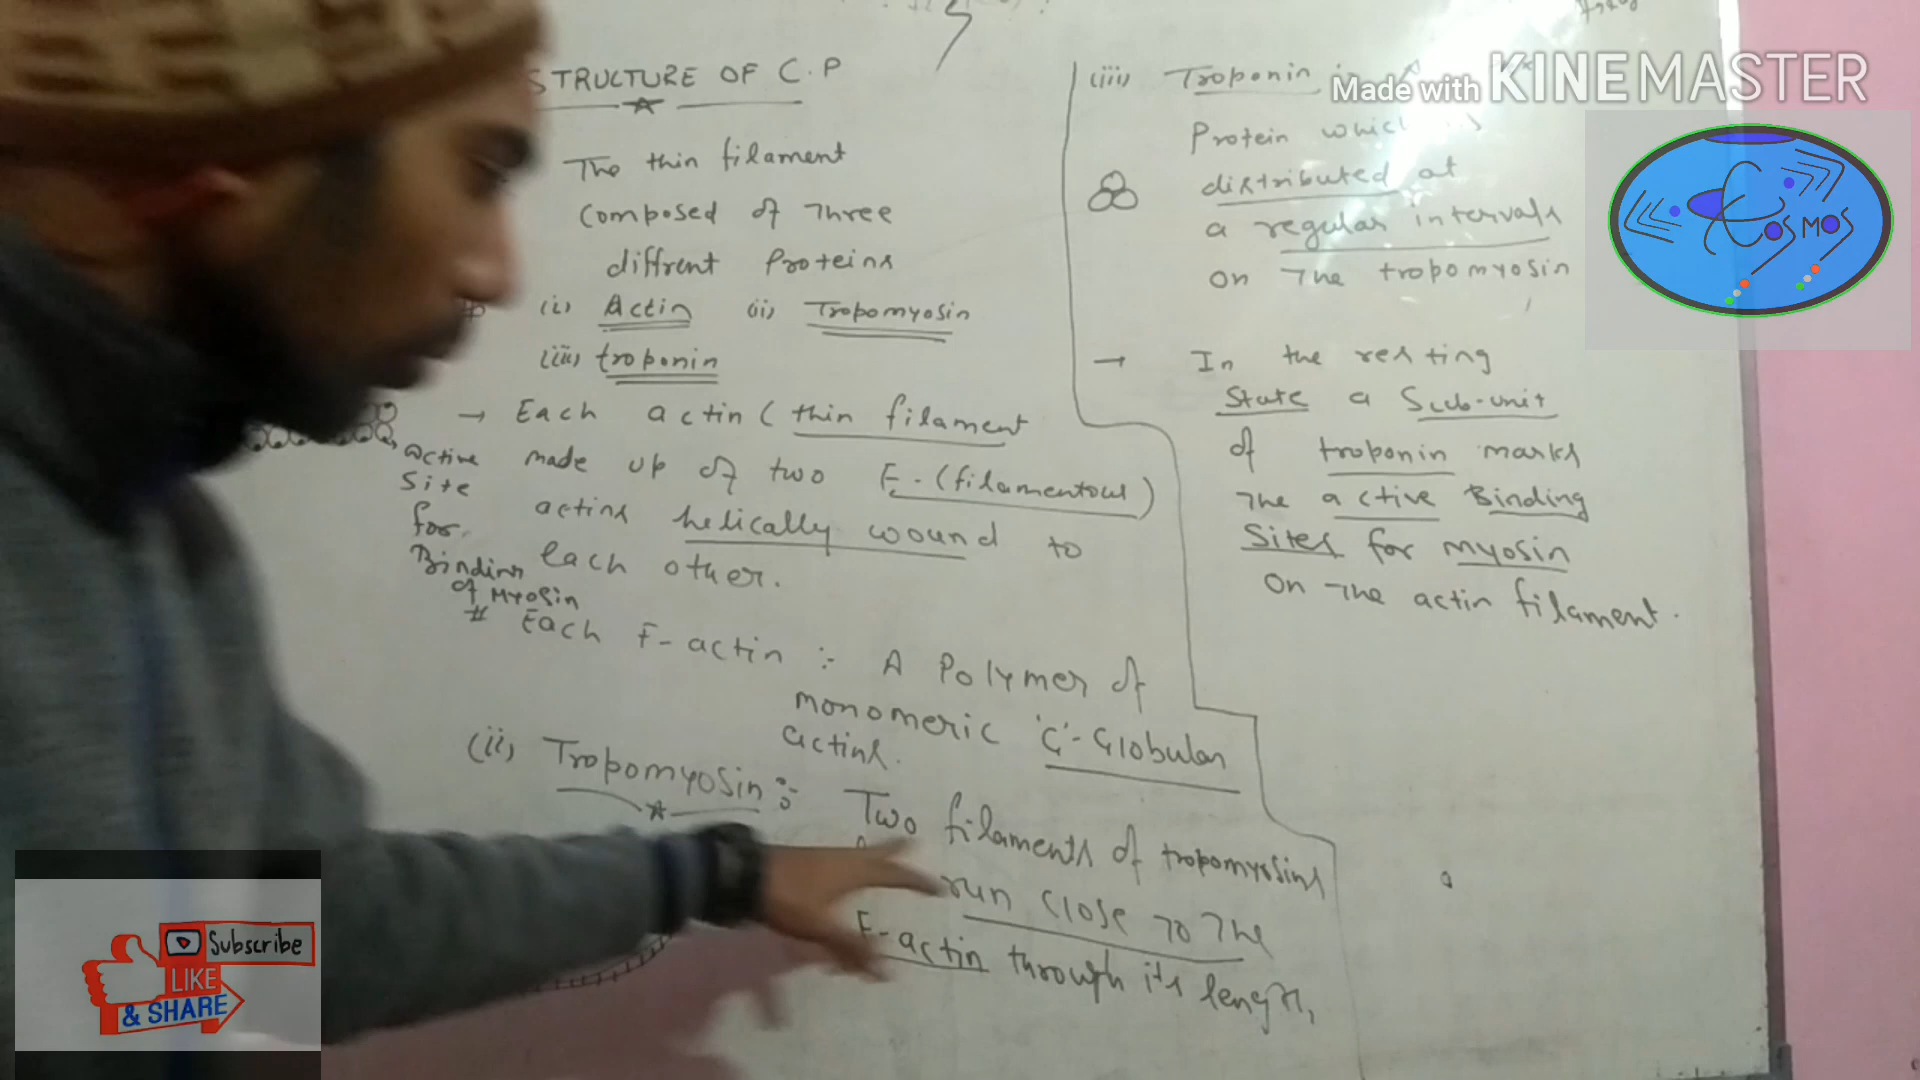 STRUCTURE OF C.P
The thin filament
composed of Three
diffrent Proteins
(i) Actin (ii) Tropomyosin
(iii) troponin
→ Each actin (thin filament
made up of two F-(filamentous)
actins helically wound to
each other.
active
site
for
Binding
of Myosin
# Each F-actin :- A Polymer of
monomeric 'G'-Globular
actins.
(ii) Tropomyosin :- Two filaments of tropomyosins
run close to the
F-actin through its length,
(iii) Troponin
Protein which is
distributed at
a regular intervals
on the tropomyosin
→ In the resting
State a Sub-unit
of troponin masks
the active Binding
Sites for myosin
on the actin filament.
Made with KINEMASTER
COSMOS
Subscribe
LIKE
& SHARE